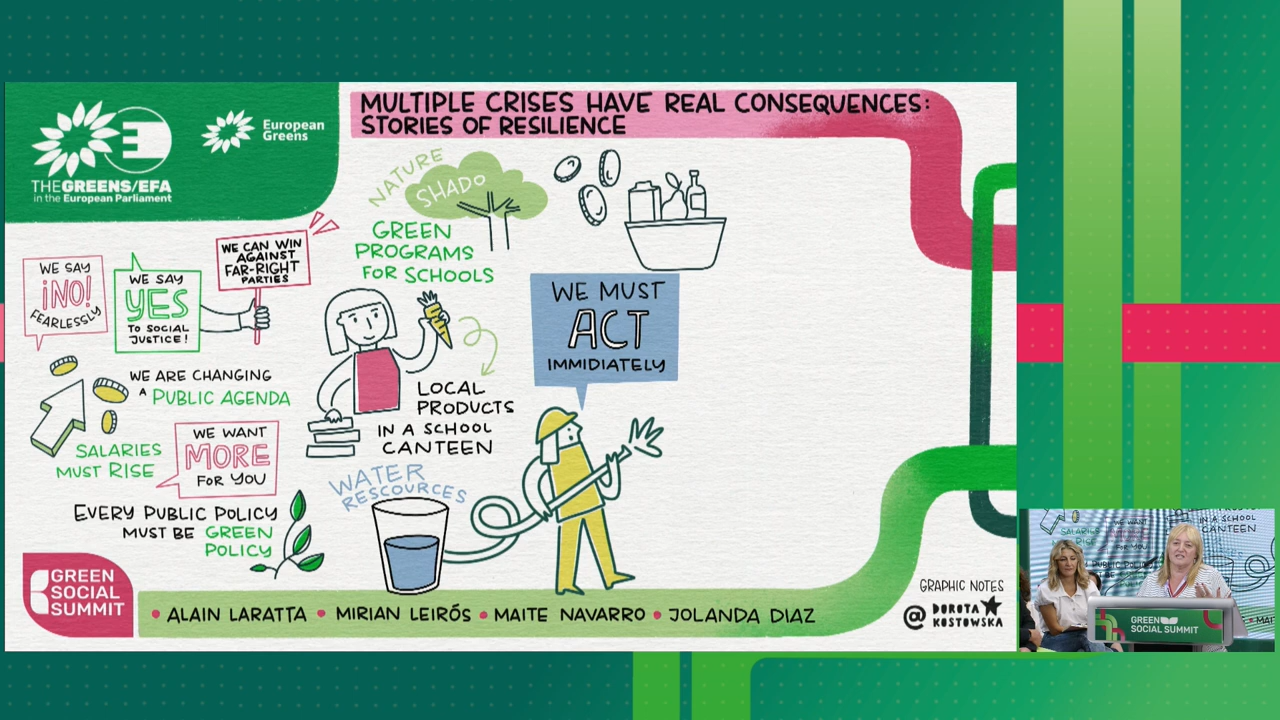 THE GREENS/EFA
in the European Parliament
European
Greens
MULTIPLE CRISES HAVE REAL CONSEQUENCES:
STORIES OF RESILIENCE
WE SAY
¡NO!
FEARLESSLY
WE SAY
YES
TO SOCIAL
JUSTICE!
WE CAN WIN
AGAINST
FAR-RIGHT
PARTIES
WE ARE CHANGING
A PUBLIC AGENDA
SALARIES
MUST RISE
WE WANT
MORE
FOR YOU
EVERY PUBLIC POLICY
MUST BE GREEN
POLICY
NATURE
SHADO
GREEN
PROGRAMS
FOR SCHOOLS
LOCAL
PRODUCTS
IN A SCHOOL
CANTEEN
WATER
RESCOURCES
WE MUST
ACT
IMMIDIATELY
GREEN
SOCIAL
SUMMIT
• ALAIN LARATTA • MIRIAN LEIRÓS • MAITE NAVARRO • JOLANDA DIAZ
GRAPHIC NOTES
@ DOROTA
KOSTOWSKA
IN A SCHOOL
CANTEEN
GREEN
SOCIAL SUMMIT